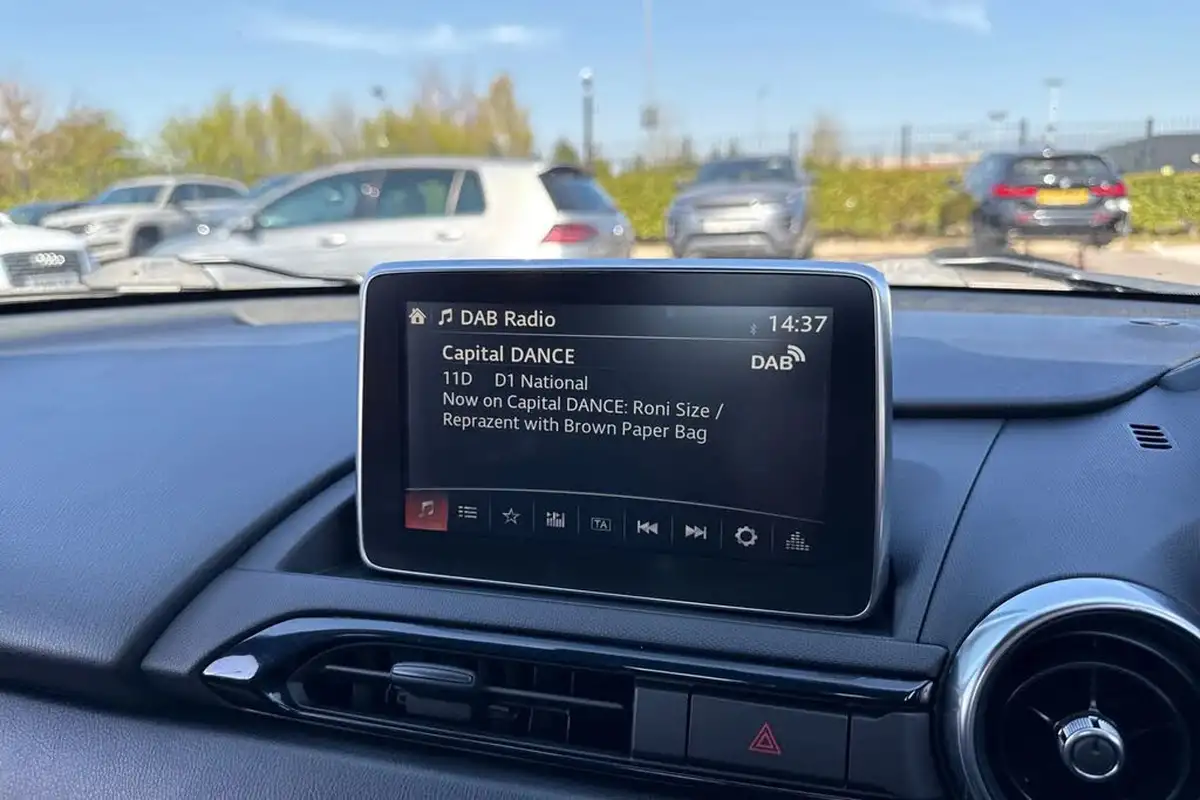 DAB Radio
14:37
Capital DANCE
DAB
11D D1 National
Now on Capital DANCE: Roni Size /
Reprazent with Brown Paper Bag
TA